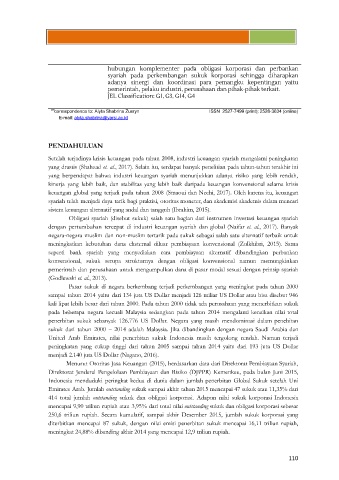 hubungan komplementer pada obligasi korporasi dan perbankan
syariah pada perkembangan sukuk korporasi sehingga diharapkan
adanya sinergi dan koordinasi para pemangku kepentingan yaitu
pemerintah, pelaku industri, perusahaan dan pihak-pihak terkait.
JEL Classification: G1, G3, G14, G4
Correspondence to: Alyta Shabrina Zusryn ISSN: 2527-7499 (print); 2528-3634 (online)
E-mail:
PENDAHULUAN
Setelah terjadinya krisis keuangan pada tahun 2008, industri keuangan syariah mengalami peningkatan
yang drastis (Shahzad et. al., 2017). Selain itu, terdapat banyak penelitian pada tahun-tahun terakhir ini
yang berpendapat bahwa industri keuangan syariah menunjukkan adanya risiko yang lebih rendah,
kinerja yang lebih baik, dan stabilitas yang lebih baik daripada keuangan konvensional selama krisis
keuangan global yang terjadi pada tahun 2008 (Smaoui dan Nechi, 2017). Oleh karena itu, keuangan
syariah telah menjadi daya tarik bagi praktisi, otoritas moneter, dan akademisi akademis dalam mencari
sistem keuangan alternatif yang andal dan tangguh (Ibrahim, 2015).
Obligasi syariah (disebut sukuk) salah satu bagian dari instrumen investasi keuangan syariah
dengan pertumbuhan tercepat di industri keuangan syariah dan global (Naifar et. al., 2017). Banyak
negara-negara muslim dan non-muslim tertarik pada sukuk sebagai salah satu alternatif terbaik untuk
meningkatkan kebutuhan dana eksternal diluar pembiayaan konvensional (Zulkhibri, 2015). Sama
seperti bank syariah yang menyediakan cara pembiayaan alternatif dibandingkan perbankan
konvensional, sukuk serupa strukturnya dengan obligasi konvensional namun memungkinkan
pemerintah dan perusahaan untuk mengumpulkan dana di pasar modal sesuai dengan prinsip syariah
(Godlewski et. al., 2013).
Pasar sukuk di negara berkembang terjadi perkembangan yang meningkat pada tahun 2000
sampai tahun 2014 yaitu dari 134 juta US Dollar menjadi 126 miliar US Dollar atau bisa disebut 946
kali lipat lebih besar dari tahun 2000. Pada tahun 2000 tidak ada perusahaan yang menerbitkan sukuk
pada beberapa negara kecuali Malaysia sedangkan pada tahun 2014 mengalami kenaikan nilai total
penerbitan sukuk sebanyak 126,776 US Dollar. Negara yang masih mendominasi dalam penerbitan
sukuk dari tahun 2000 – 2014 adalah Malaysia. Jika dibandingkan dengan negara Saudi Arabia dan
United Arab Emirates, nilai penerbitan sukuk Indonesia masih tergolong rendah. Namun terjadi
peningkatan yang cukup tinggi dari tahun 2005 sampai tahun 2014 yaitu dari 193 juta US Dollar
menjadi 2.140 juta US Dollar (Nagano, 2016).
Menurut Otoritas Jasa Keuangan (2015), berdasarkan data dari Direktorat Pembiayaan Syariah,
Direktorat Jenderal Pengelolaan Pembiayaan dan Risiko (DJPPR) Kemenkeu, pada bulan Juni 2015,
Indonesia menduduki peringkat kedua di dunia dalam jumlah penerbitan Global Sukuk setelah Uni
Emirates Arab. Jumlah outstanding sukuk sampai akhir tahun 2015 mencapai 47 sukuk atau 11,35% dari
414 total jumlah outstanding sukuk dan obligasi korporasi. Adapun nilai sukuk korporasi Indonesia
mencapai 9,90 triliun rupiah atau 3,95% dari total nilai outstanding sukuk dan obligasi korporasi sebesar
250,6 triliun rupiah. Secara kumulatif, sampai akhir Desember 2015, jumlah sukuk korporasi yang
diterbitkan mencapai 87 sukuk, dengan nilai emisi penerbitan sukuk mencapai 16,11 triliun rupiah,
meningkat 24,88% dibanding akhir 2014 yang mencapai 12,9 triliun rupiah.
110